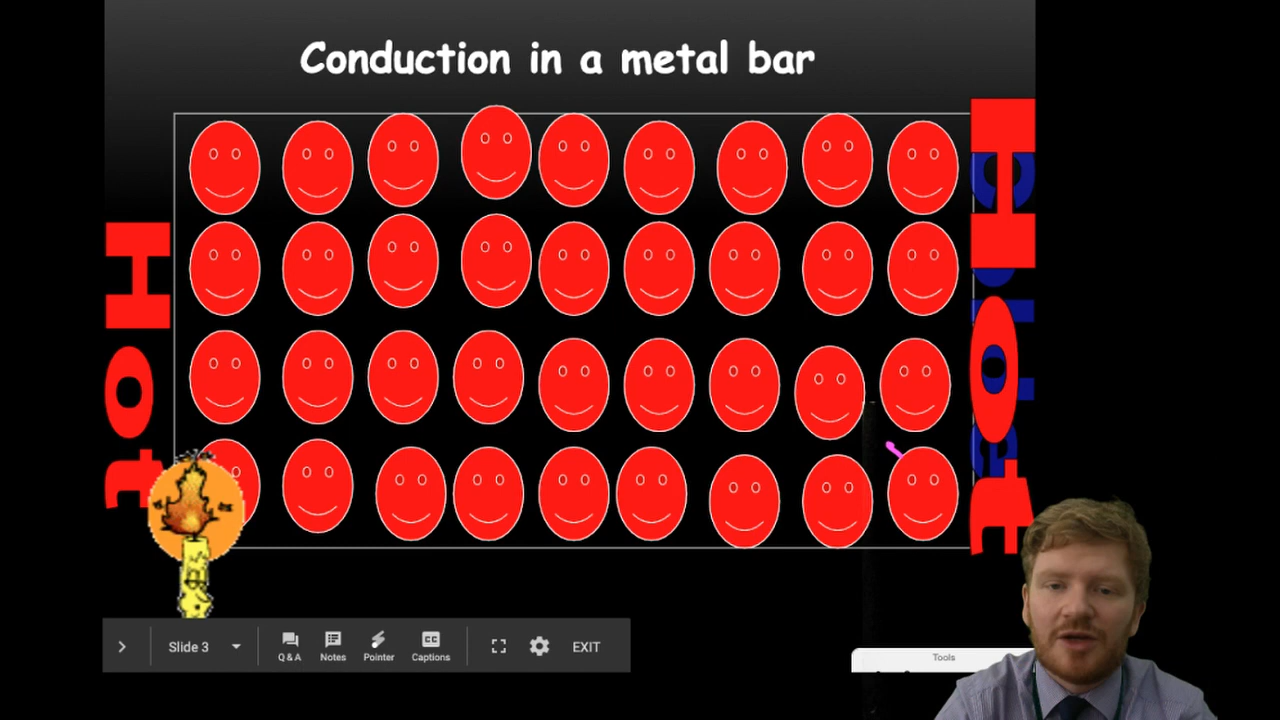 Conduction in a metal bar
Hot
Hot
Slide 3
Q & A
Notes
Pointer
CC
Captions
EXIT
Tools